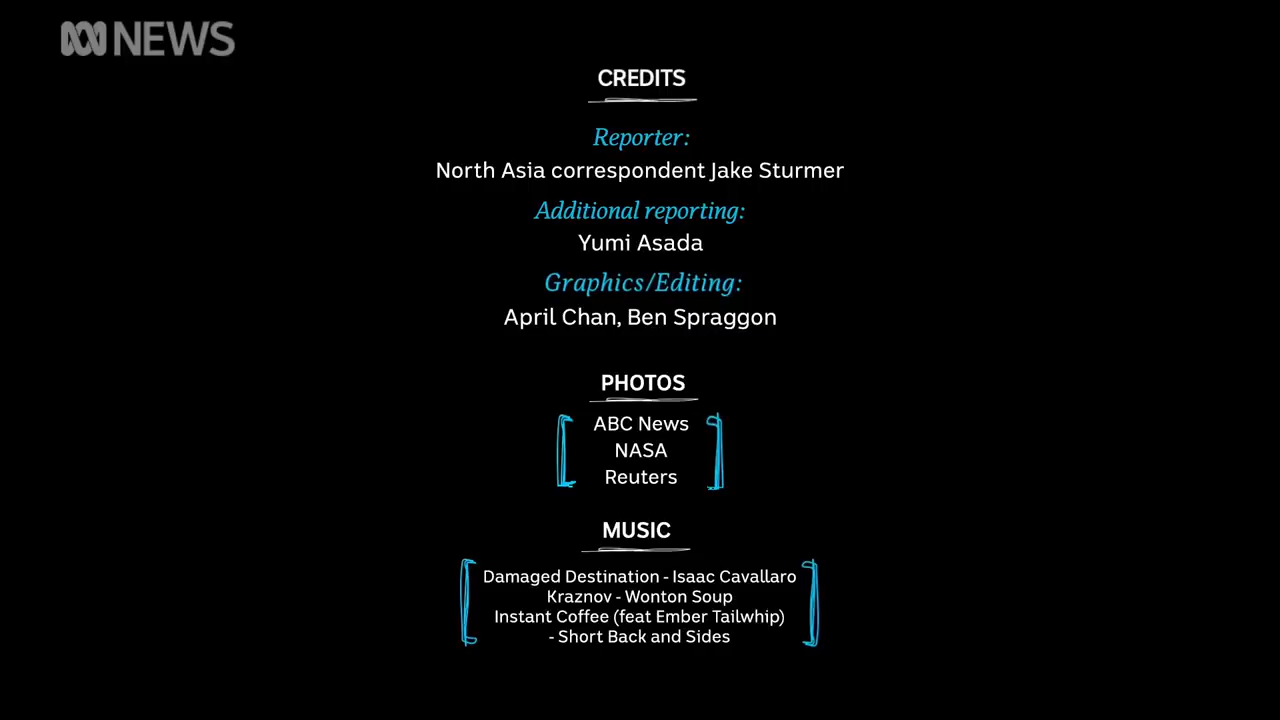 NEWS
CREDITS
Reporter:
North Asia correspondent Jake Sturmer
Additional reporting:
Yumi Asada
Graphics/Editing:
April Chan, Ben Spraggon
PHOTOS
ABC News
NASA
Reuters
MUSIC
Damaged Destination - Isaac Cavallaro
Kraznov - Wonton Soup
Instant Coffee (feat Ember Tailwhip)
- Short Back and Sides